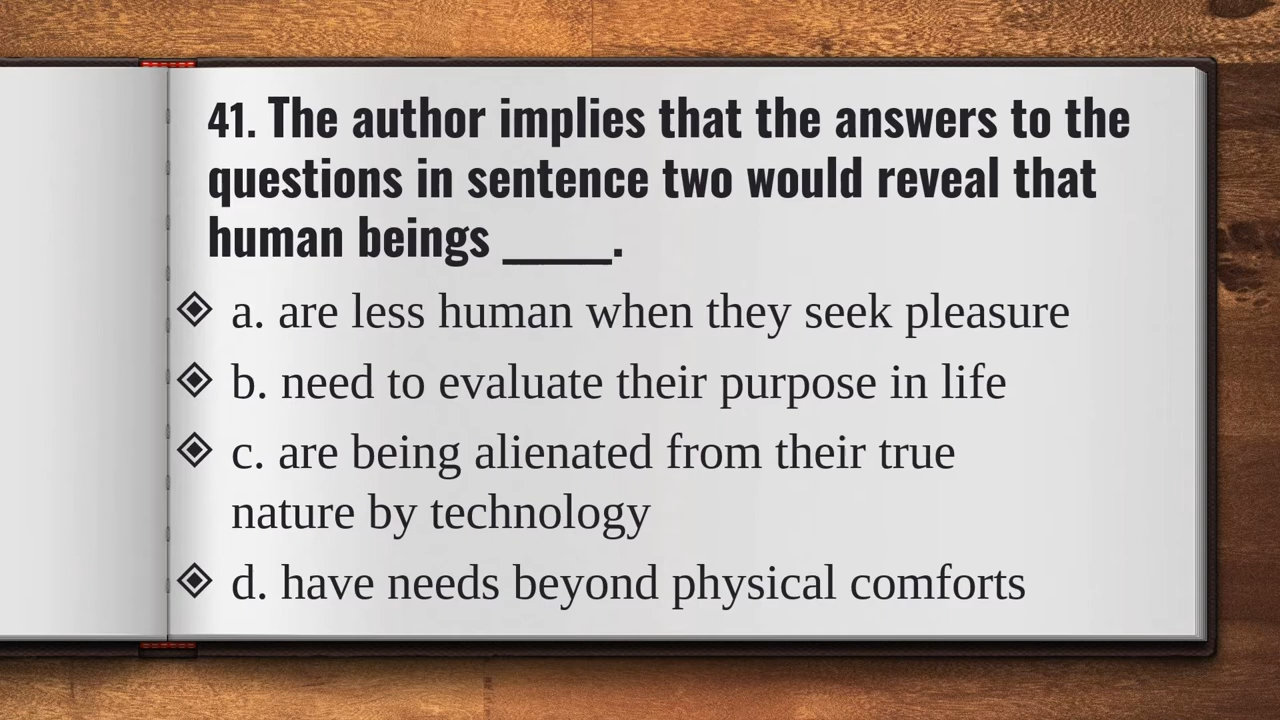 41. The author implies that the answers to the
questions in sentence two would reveal that
human beings _____.
a. are less human when they seek pleasure
b. need to evaluate their purpose in life
c. are being alienated from their true
nature by technology
d. have needs beyond physical comforts